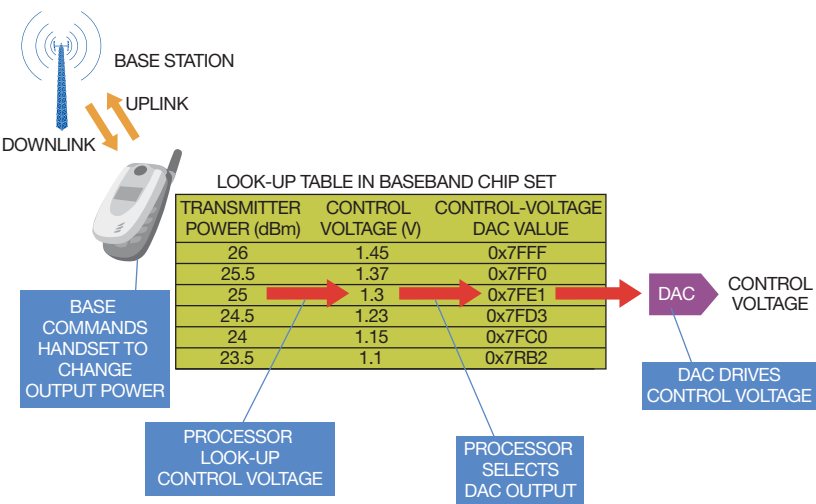 BASE STATION
UPLINK
DOWNLINK
LOOK-UP TABLE IN BASEBAND CHIP SET
TRANSMITTER CONTROL CONTROL-VOLTAGE
POWER (dBm) VOLTAGE (V) DAC VALUE
26 1.45 0x7FFF
25.5 1.37 0x7FF0
25 1.3 0x7FE1
24.5 1.23 0x7FD3
24 1.15 0x7FC0
23.5 1.1 0x7RB2
DAC
CONTROL
VOLTAGE
BASE
COMMANDS
HANDSET TO
CHANGE
OUTPUT POWER
PROCESSOR
LOOK-UP
CONTROL VOLTAGE
PROCESSOR
SELECTS
DAC OUTPUT
DAC DRIVES
CONTROL VOLTAGE